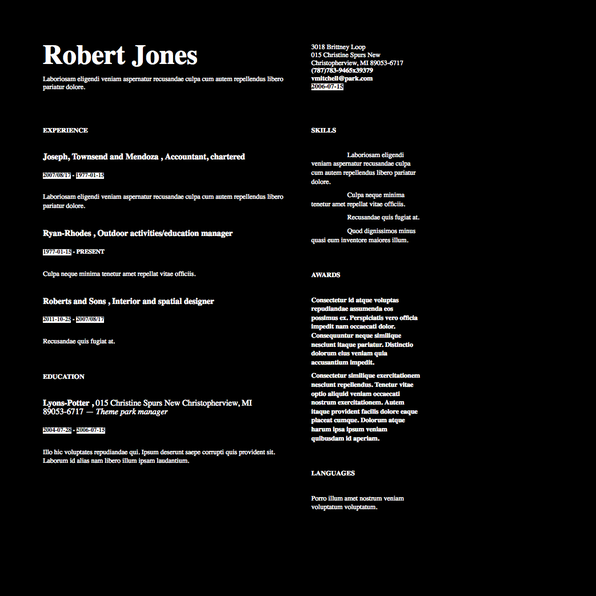 Robert Jones
Laboriosam eligendi veniam aspernatur recusandae culpa cum autem repellendus libero
pariatur dolore.
3018 Brittney Loop
015 Christine Spurs New
Christopherview, MI 89053-6717
(787)783-9465x39379
vmitchell@park.com
2006-07-15
EXPERIENCE
Joseph, Townsend and Mendoza , Accountant, chartered
2007/08/17 - 1977-01-15
Laboriosam eligendi veniam aspernatur recusandae culpa cum autem repellendus libero
pariatur dolore.
Ryan-Rhodes , Outdoor activities/education manager
1977-01-15 - PRESENT
Culpa neque minima tenetur amet repellat vitae officiis.
Roberts and Sons , Interior and spatial designer
2011-10-25 - 2007/08/17
Recusandae quis fugiat at.
EDUCATION
Lyons-Potter , 015 Christine Spurs New Christopherview, MI
89053-6717 — Theme park manager
2004-07-28 - 2006-07-15
Illo hic voluptates repudiandae qui. Ipsum deserunt saepe corrupti quis provident sit.
Laborum id alias nam libero illum ipsam laudantium.
SKILLS
Laboriosam eligendi
veniam aspernatur recusandae culpa
cum autem repellendus libero pariatur
dolore.
Culpa neque minima
tenetur amet repellat vitae officiis.
Recusandae quis fugiat at.
Quod dignissimos minus
quasi eum inventore maiores illum.
AWARDS
Consectetur id atque voluptas
repudiandae assumenda eos
possimus ex. Perspiciatis vero officia
impedit nam occaecati dolor.
Consequuntur neque similique
nesciunt itaque pariatur. Distinctio
dolorum eius veniam quia
accusantium impedit.
Consectetur similique exercitationem
nesciunt repellendus. Tenetur vitae
optio aliquid veniam occaecati
nostrum exercitationem. Autem
itaque provident facilis dolore eaque
placeat cumque. Dolorum atque
harum ipsa ipsum veniam
quibusdam id aperiam.
LANGUAGES
Porro illum amet nostrum veniam
voluptatum voluptatum.